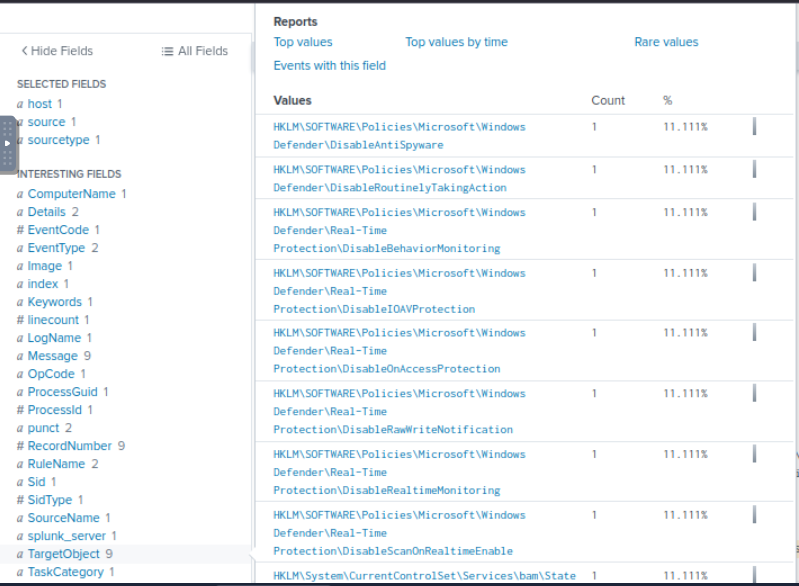 Hide Fields
All Fields
SELECTED FIELDS
a host 1
a source 1
a sourcetype 1
INTERESTING FIELDS
a ComputerName 1
a Details 2
# EventCode 1
a EventType 2
a Image 1
a index 1
a Keywords 1
# linecount 1
a LogName 1
a Message 9
a OpCode 1
a ProcessGuid 1
# ProcessId 1
a punct 2
# RecordNumber 9
a RuleName 2
a Sid 1
# SidType 1
a SourceName 1
a splunk_server 1
a TargetObject 9
a TaskCategory 1
Reports
Top values Top values by time Rare values
Events with this field
Values Count %
HKLM\SOFTWARE\Policies\Microsoft\Windows 1 11.111%
Defender\DisableAntiSpyware
HKLM\SOFTWARE\Policies\Microsoft\Windows 1 11.111%
Defender\DisableRoutinelyTakingAction
HKLM\SOFTWARE\Policies\Microsoft\Windows 1 11.111%
Defender\Real-Time
Protection\DisableBehaviorMonitoring
HKLM\SOFTWARE\Policies\Microsoft\Windows 1 11.111%
Defender\Real-Time
Protection\DisableIOAVProtection
HKLM\SOFTWARE\Policies\Microsoft\Windows 1 11.111%
Defender\Real-Time
Protection\DisableOnAccessProtection
HKLM\SOFTWARE\Policies\Microsoft\Windows 1 11.111%
Defender\Real-Time
Protection\DisableRawWriteNotification
HKLM\SOFTWARE\Policies\Microsoft\Windows 1 11.111%
Defender\Real-Time
Protection\DisableRealtimeMonitoring
HKLM\SOFTWARE\Policies\Microsoft\Windows 1 11.111%
Defender\Real-Time
Protection\DisableScanOnRealtimeEnable
HKLM\System\CurrentControlSet\Services\bam\State 1 11.111%